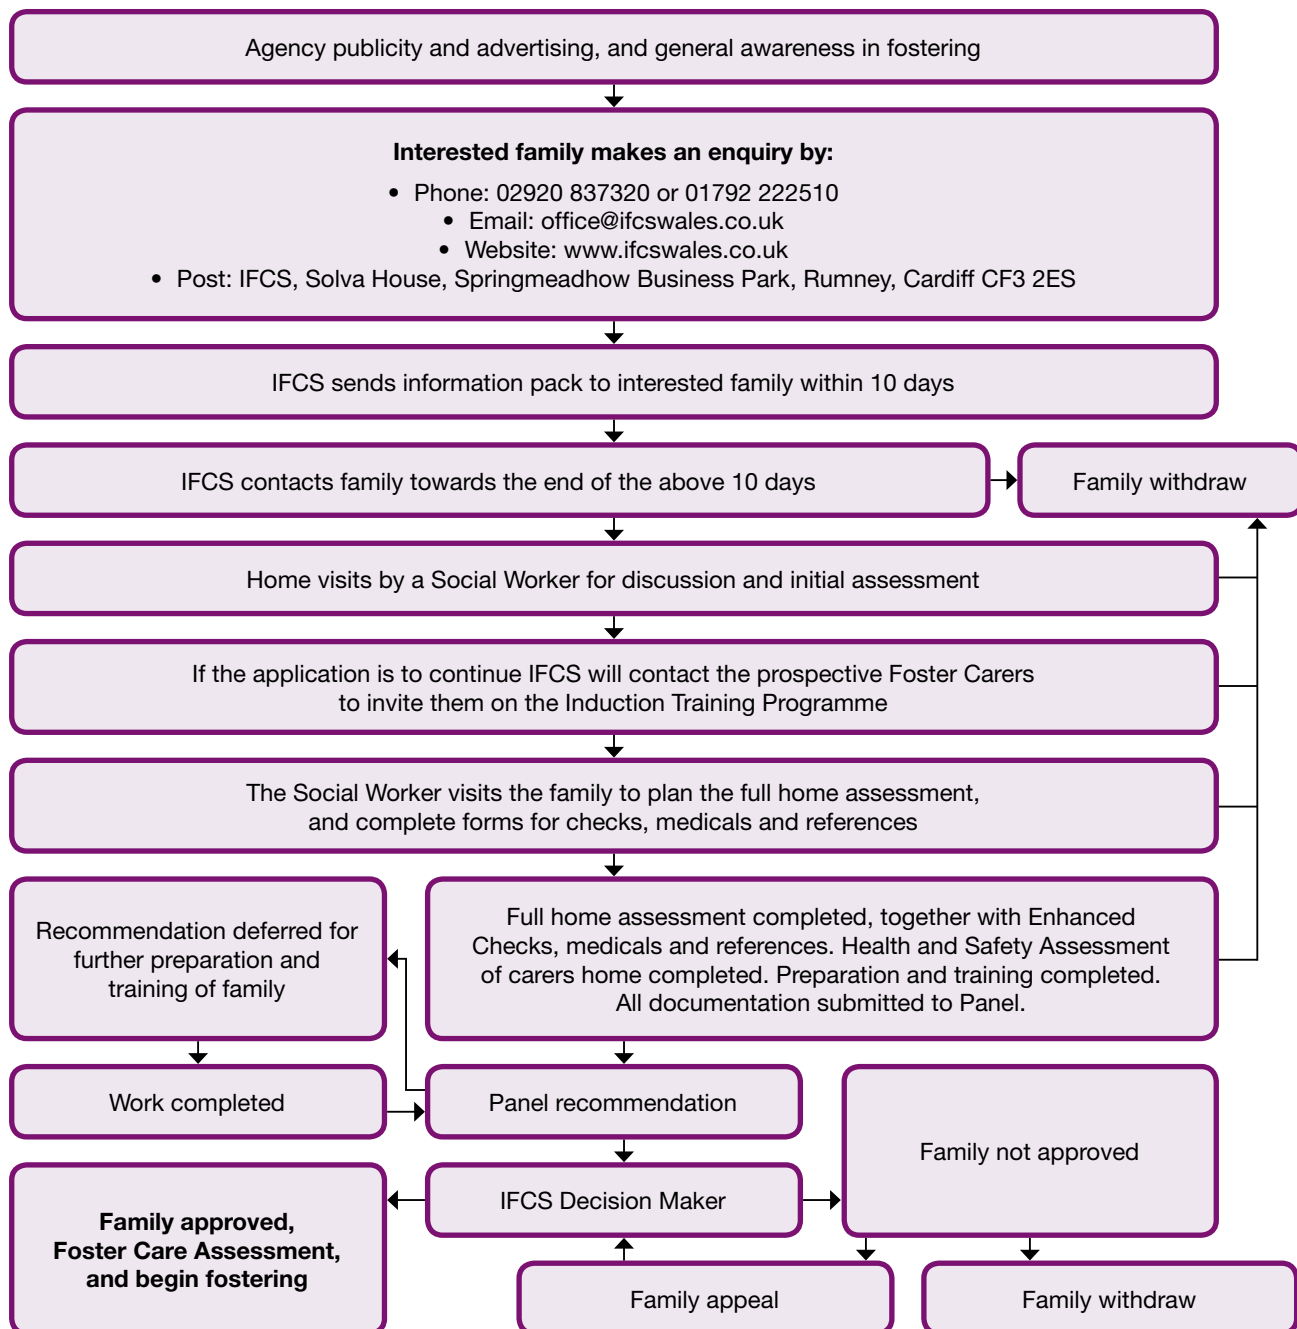 Agency publicity and advertising, and general awareness in fostering
Interested family makes an enquiry by:
• Phone: 02920 837320 or 01792 222510
• Email: office@ifcswales.co.uk
• Website: www.ifcswales.co.uk
• Post: IFCS, Solva House, Springmeadhow Business Park, Rumney, Cardiff CF3 2ES
IFCS sends information pack to interested family within 10 days
IFCS contacts family towards the end of the above 10 days
Family withdraw
Home visits by a Social Worker for discussion and initial assessment
If the application is to continue IFCS will contact the prospective Foster Carers
to invite them on the Induction Training Programme
The Social Worker visits the family to plan the full home assessment,
and complete forms for checks, medicals and references
Recommendation deferred for
further preparation and
training of family
Full home assessment completed, together with Enhanced
Checks, medicals and references. Health and Safety Assessment
of carers home completed. Preparation and training completed.
All documentation submitted to Panel.
Work completed
Panel recommendation
Family not approved
IFCS Decision Maker
Family approved,
Foster Care Assessment,
and begin fostering
Family appeal
Family withdraw